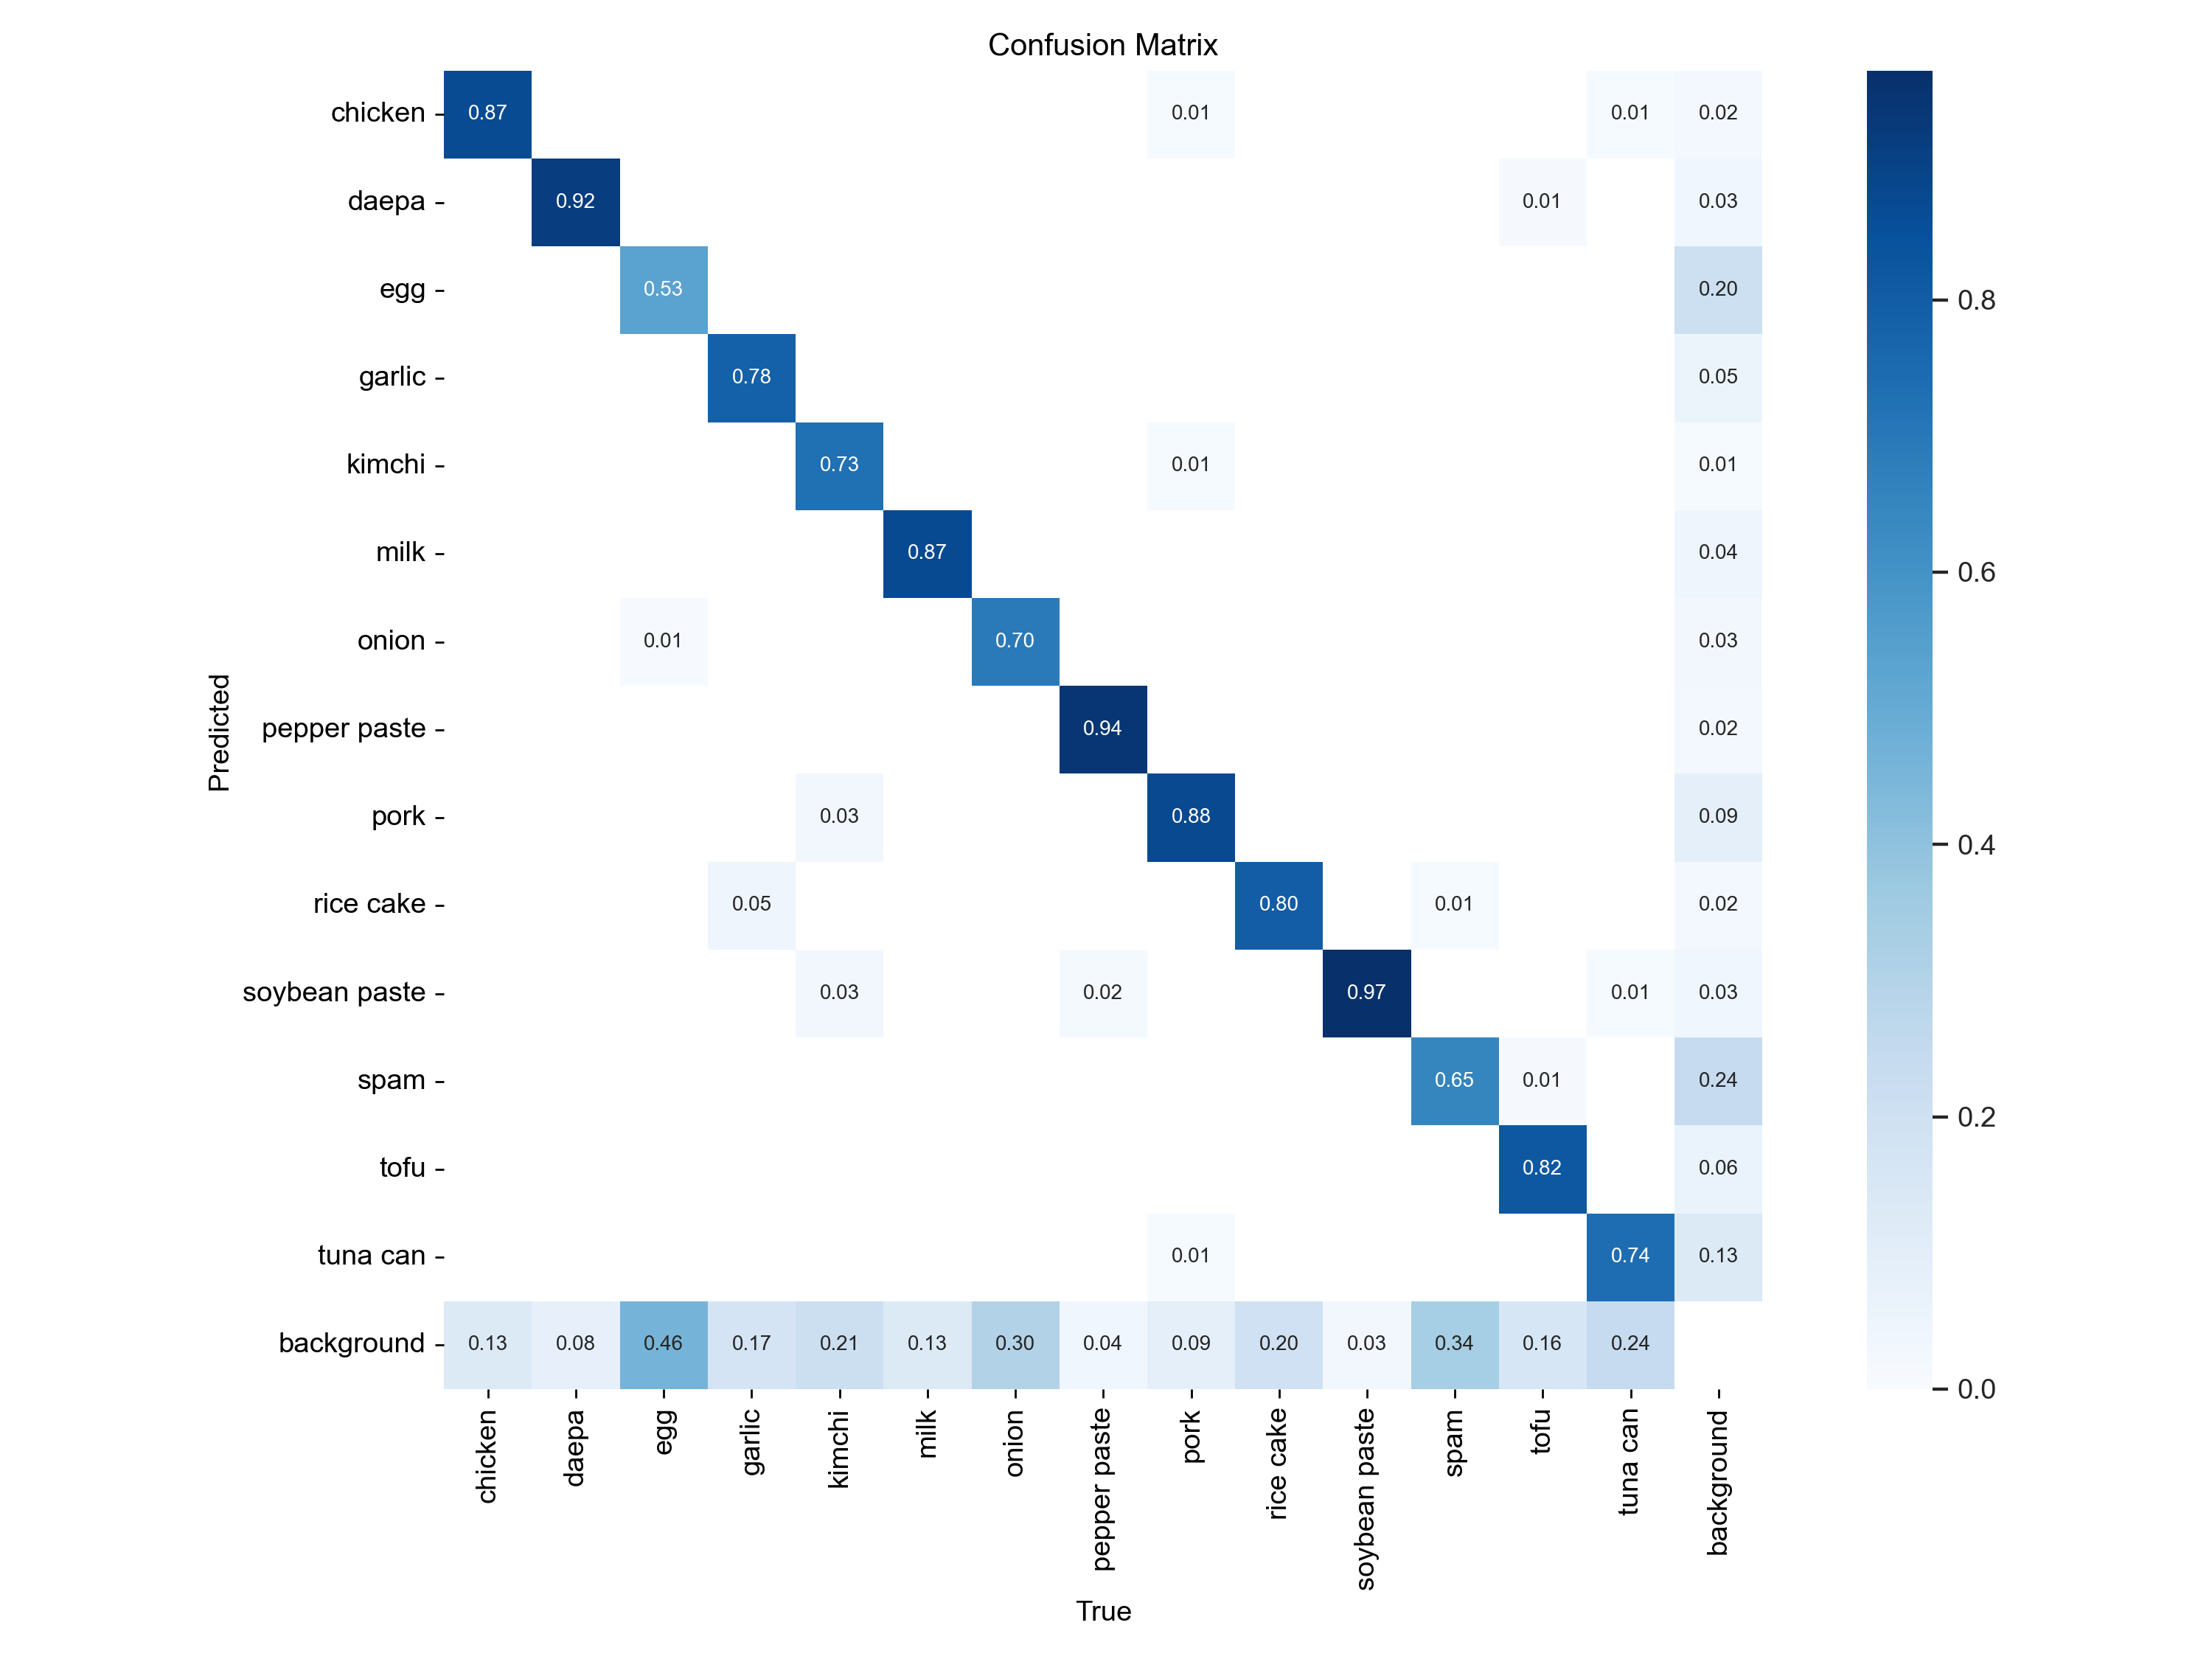 Confusion Matrix
chicken 0.87 0.01 0.01 0.02
daepa 0.92 0.01 0.03
egg 0.53 0.20
garlic 0.78 0.05
kimchi 0.73 0.01 0.01
milk 0.87 0.04
onion 0.01 0.70 0.03
pepper paste 0.94 0.02
pork 0.03 0.88 0.09
rice cake 0.05 0.80 0.01 0.02
soybean paste 0.03 0.02 0.97 0.01 0.03
spam 0.65 0.01 0.24
tofu 0.82 0.06
tuna can 0.01 0.74 0.13
background 0.13 0.08 0.46 0.17 0.21 0.13 0.30 0.04 0.09 0.20 0.03 0.34 0.16 0.24
Predicted
chicken daepa egg garlic kimchi milk onion pepper paste pork rice cake soybean paste spam tofu tuna can background
True
0.8
0.6
0.4
0.2
0.0